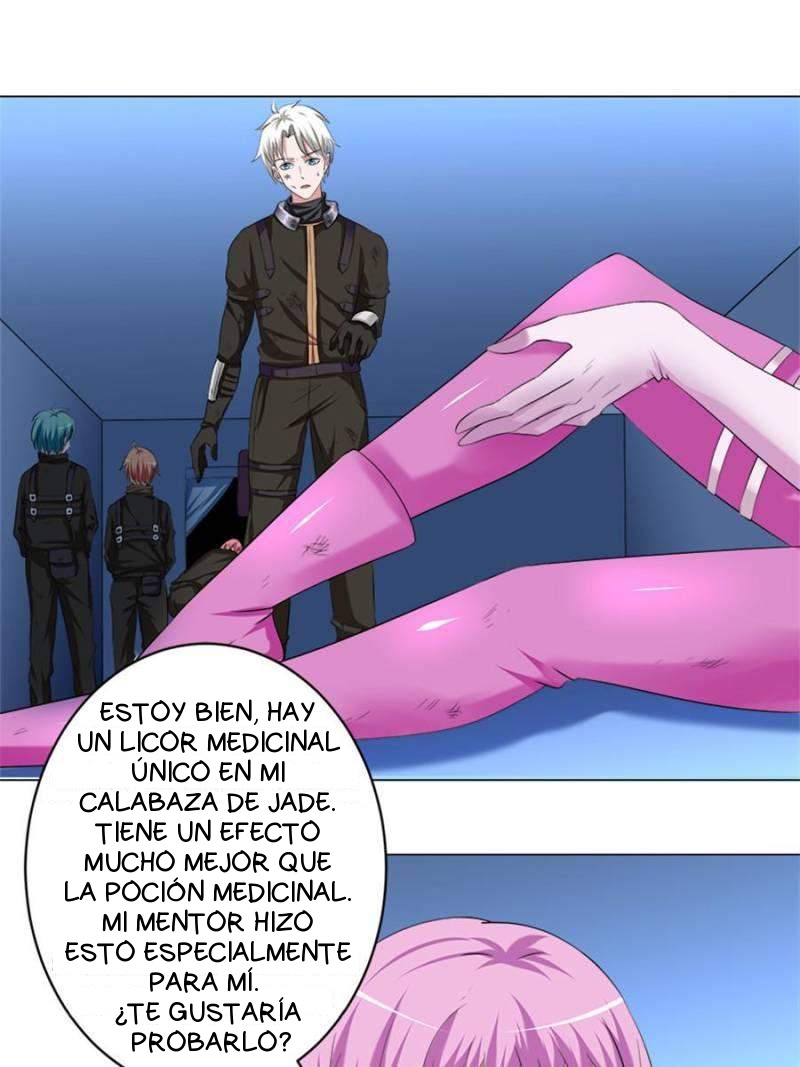 ESTOY BIEN, HAY
UN LICOR MEDICINAL
ÚNICO EN MI
CALABAZA DE JADE.
TIENE UN EFECTO
MUCHO MEJOR QUE
LA POCIÓN MEDICINAL.
MI MENTOR HIZO
ESTO ESPECIALMENTE
PARA MÍ.
¿TE GUSTARÍA
PROBARLO?